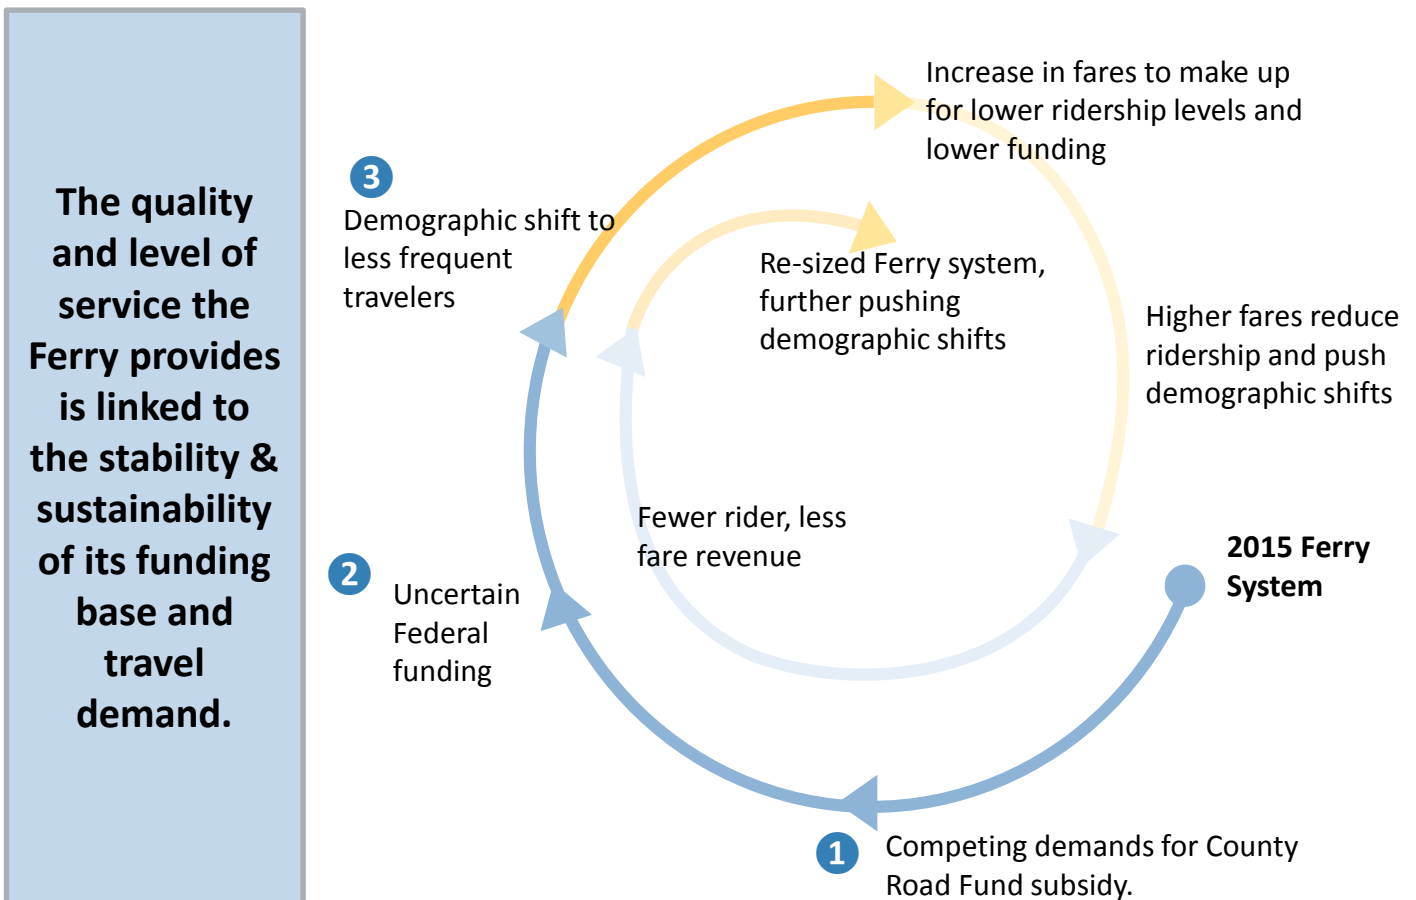 The quality
and level of
service the
Ferry provides
is linked to
the stability &
sustainability
of its funding
base and
travel
demand.
Increase in fares to make up
for lower ridership levels and
lower funding
3
Demographic shift to
less frequent
travelers
Re-sized Ferry system,
further pushing
demographic shifts
Higher fares reduce
ridership and push
demographic shifts
Fewer rider, less
fare revenue
2015 Ferry
System
2
Uncertain
Federal
funding
1
Competing demands for County
Road Fund subsidy.